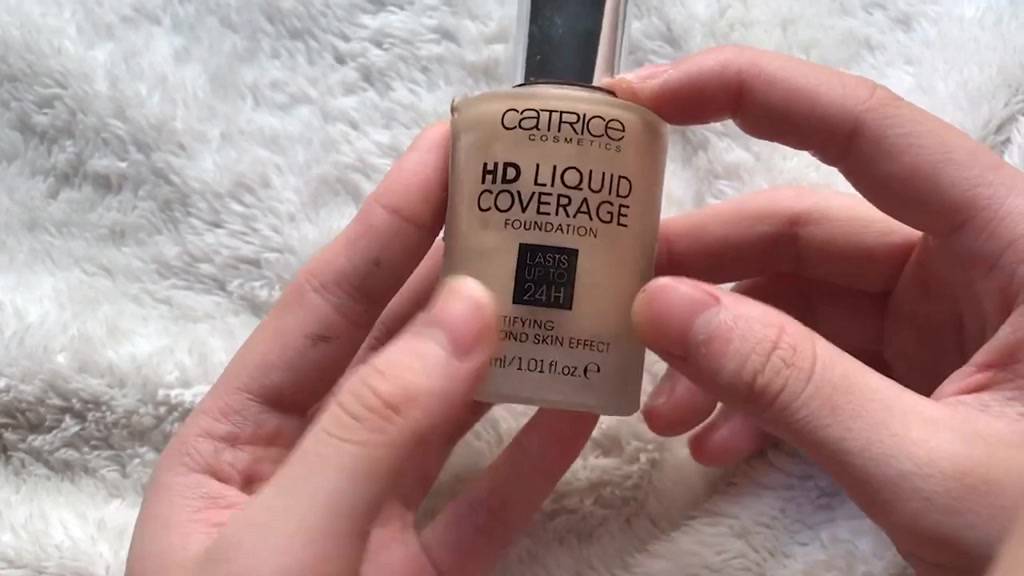 CATRICE
COSMETICS
HD LIQUID
COVERAGE
FOUNDATION
LASTS
UP TO
24H
TIFYING
OND SKIN EFFECT
ml/1.01 fl.oz.℮